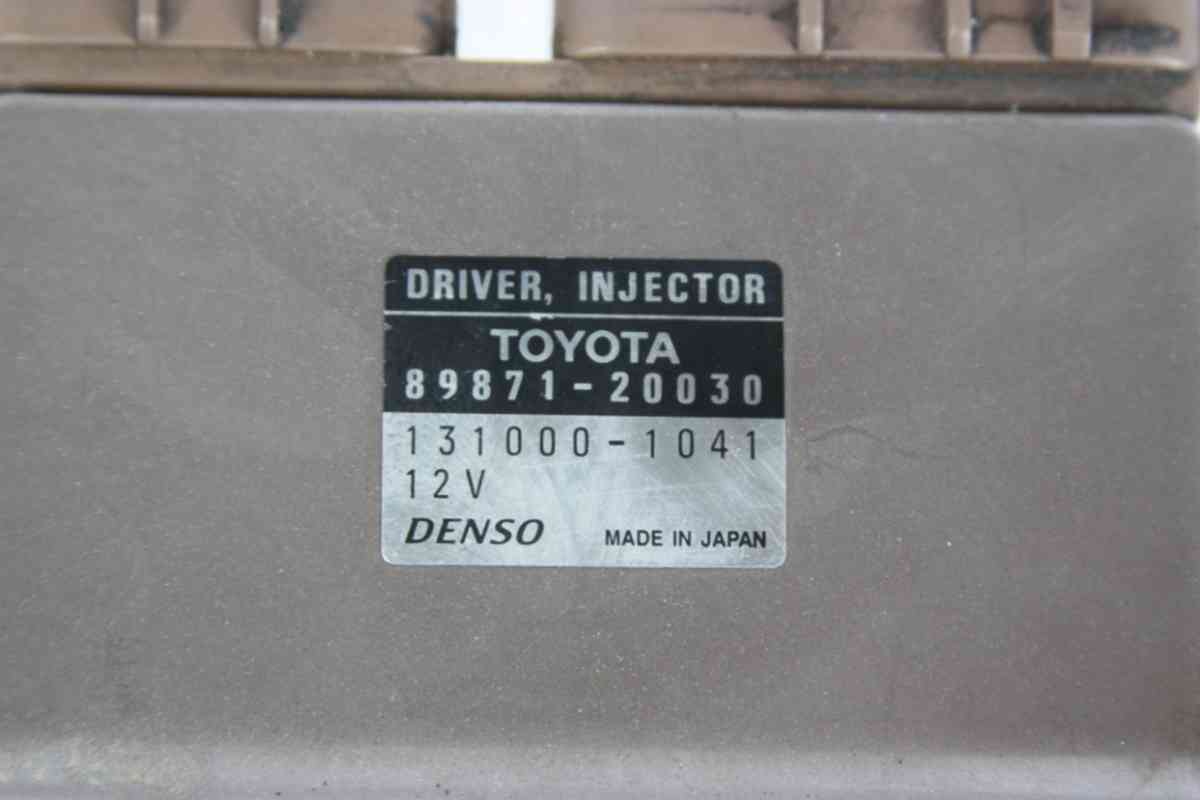 DRIVER, INJECTOR
TOYOTA
89871-20030
131000-1041
12V
DENSO MADE IN JAPAN